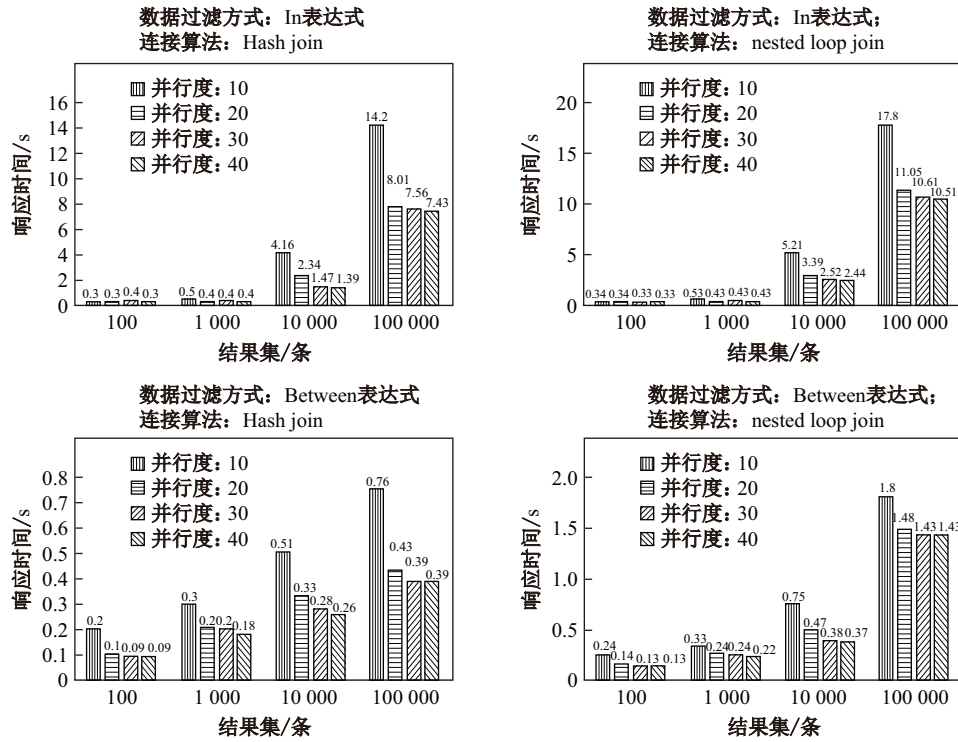 数据过滤方式：In表达式
连接算法：Hash join
响应时间/s
16
14
12
10
8
6
4
2
0
并行度：10
并行度：20
并行度：30
并行度：40
0.3 0.3 0.4 0.3
0.5 0.4 0.4 0.4
4.16 2.34 1.47 1.39
14.2 8.01 7.56 7.43
100 1 000 10 000 100 000
结果集/条
数据过滤方式：In表达式；
连接算法：nested loop join
响应时间/s
20
15
10
5
0
并行度：10
并行度：20
并行度：30
并行度：40
0.34 0.34 0.33 0.33
0.53 0.43 0.43 0.43
5.21 3.39 2.52 2.44
17.8 11.05 10.61 10.51
100 1 000 10 000 100 000
结果集/条
数据过滤方式：Between表达式
连接算法：Hash join
响应时间/s
0.8
0.7
0.6
0.5
0.4
0.3
0.2
0.1
0
并行度：10
并行度：20
并行度：30
并行度：40
0.2 0.1 0.09 0.09
0.3 0.20 0.2 0.18
0.51 0.33 0.28 0.26
0.76 0.43 0.39 0.39
100 1 000 10 000 100 000
结果集/条
数据过滤方式：Between表达式；
连接算法：nested loop join
响应时间/s
2.0
1.5
1.0
0.5
0
并行度：10
并行度：20
并行度：30
并行度：40
0.24 0.14 0.13 0.13
0.33 0.24 0.24 0.22
0.75 0.47 0.38 0.37
1.8 1.48 1.43 1.43
100 1 000 10 000 100 000
结果集/条